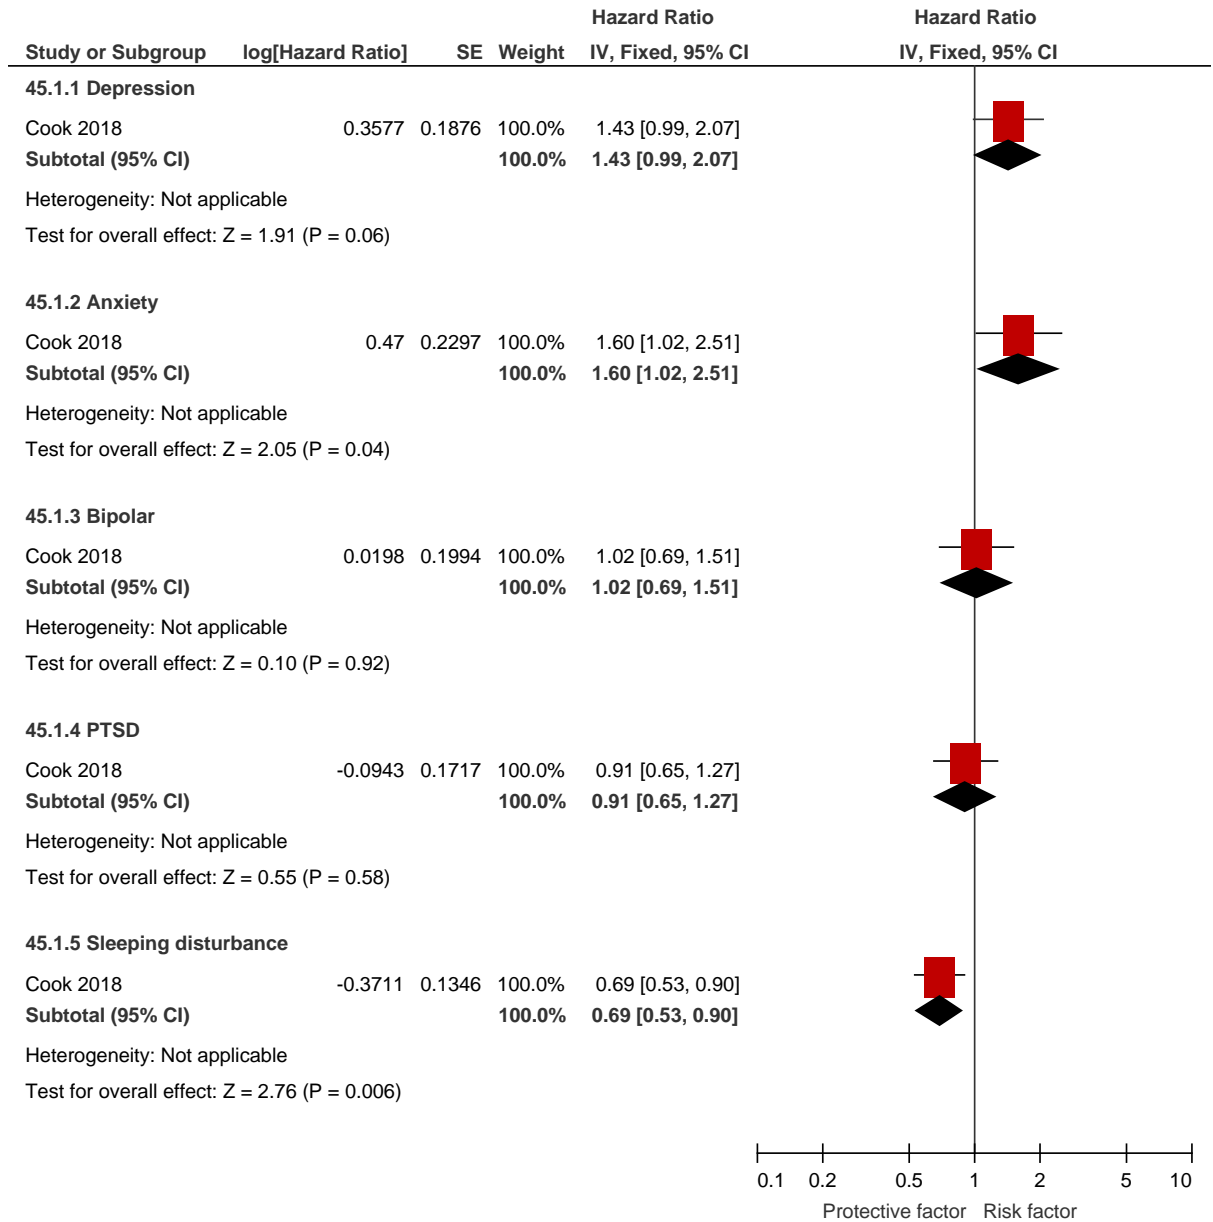 Hazard Ratio Hazard Ratio
Study or Subgroup log[Hazard Ratio] SE Weight IV, Fixed, 95% CI IV, Fixed, 95% CI
45.1.1 Depression
Cook 2018 0.3577 0.1876 100.0% 1.43 [0.99, 2.07]
Subtotal (95% CI) 100.0% 1.43 [0.99, 2.07]
Heterogeneity: Not applicable
Test for overall effect: Z = 1.91 (P = 0.06)
45.1.2 Anxiety
Cook 2018 0.47 0.2297 100.0% 1.60 [1.02, 2.51]
Subtotal (95% CI) 100.0% 1.60 [1.02, 2.51]
Heterogeneity: Not applicable
Test for overall effect: Z = 2.05 (P = 0.04)
45.1.3 Bipolar
Cook 2018 0.0198 0.1994 100.0% 1.02 [0.69, 1.51]
Subtotal (95% CI) 100.0% 1.02 [0.69, 1.51]
Heterogeneity: Not applicable
Test for overall effect: Z = 0.10 (P = 0.92)
45.1.4 PTSD
Cook 2018 -0.0943 0.1717 100.0% 0.91 [0.65, 1.27]
Subtotal (95% CI) 100.0% 0.91 [0.65, 1.27]
Heterogeneity: Not applicable
Test for overall effect: Z = 0.55 (P = 0.58)
45.1.5 Sleeping disturbance
Cook 2018 -0.3711 0.1346 100.0% 0.69 [0.53, 0.90]
Subtotal (95% CI) 100.0% 0.69 [0.53, 0.90]
Heterogeneity: Not applicable
Test for overall effect: Z = 2.76 (P = 0.006)
0.1 0.2 0.5 1 2 5 10
Protective factor Risk factor